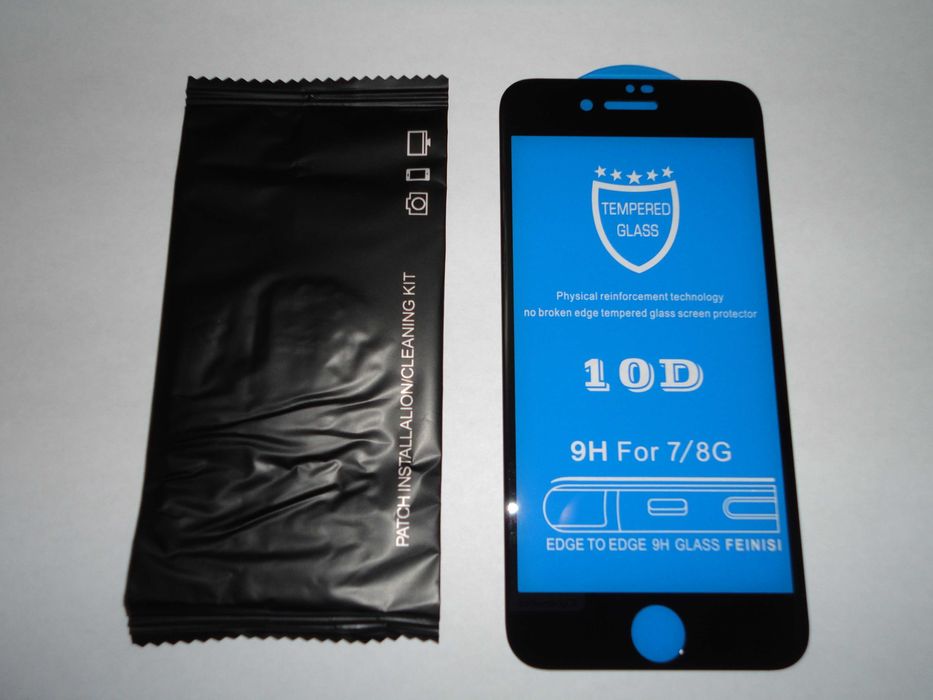 PATCH INSTALLALION/CLEANING KIT
TEMPERED
GLASS
Physical reinforcement technology
no broken edge tempered glass screen protector
10D
9H For 7/8G
EDGE TO EDGE 9H GLASS FEINISI